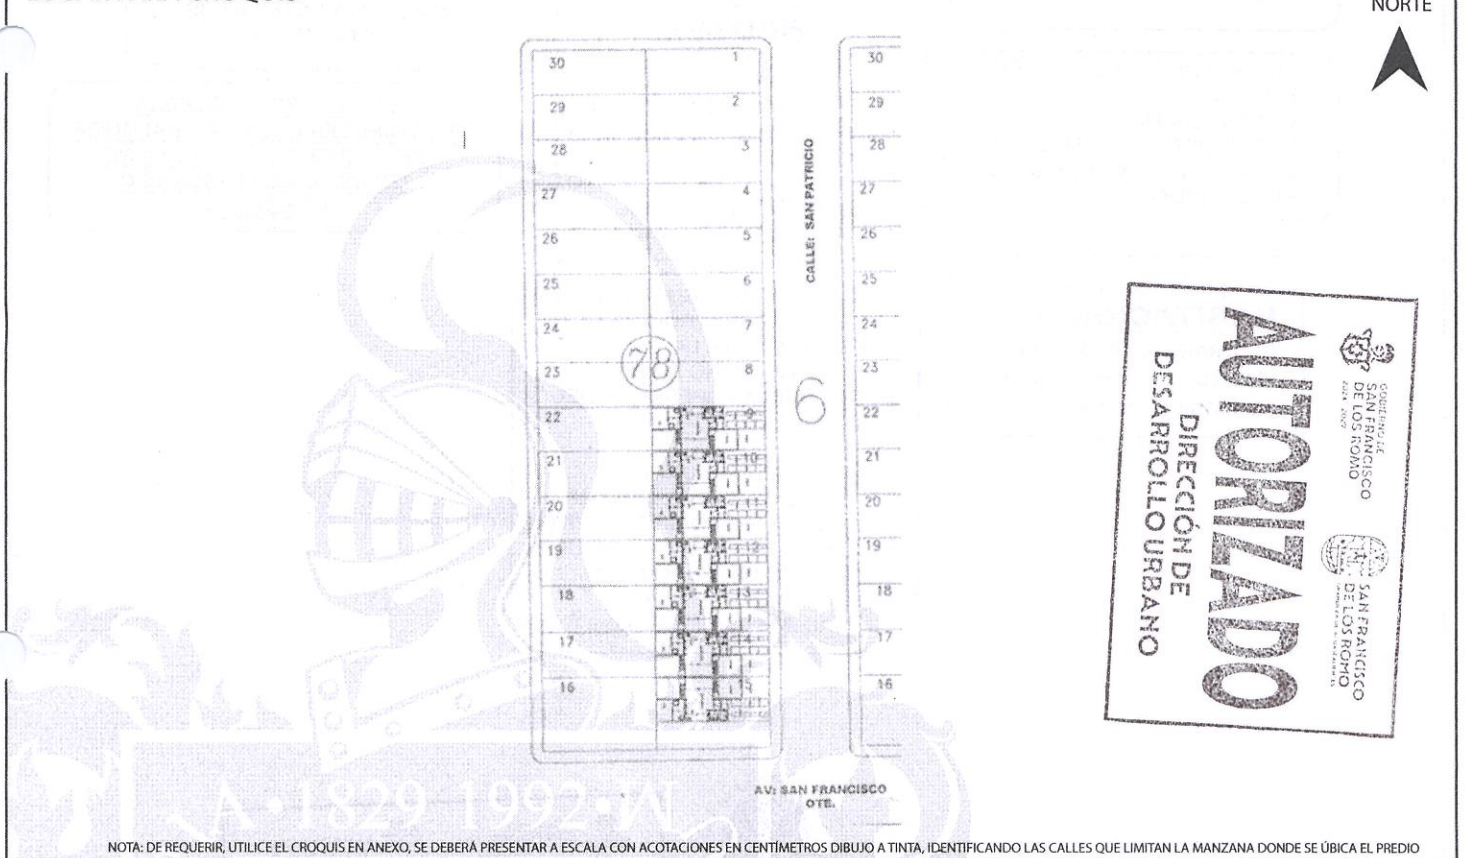 NORTE
30 1 30
29 2 29
28 3 28
27 4 27
26 5 26
25 6 25
24 7 24
23 8 23
22 9 22
21 10 21
20 11 20
19 12 19
18 13 18
17 17
16 15 16
78
CALLE: SAN PATRICIO
6
AV: SAN FRANCISCO
OTE.
GOBIERNO DE
SAN FRANCISCO
DE LOS ROMO
SAN FRANCISCO
DE LOS ROMO
AUTORIZADO
DIRECCIÓN DE
DESARROLLO URBANO
A•1829 1992•
NOTA: DE REQUERIR, UTILICE EL CROQUIS EN ANEXO, SE DEBERÁ PRESENTAR A ESCALA CON ACOTACIONES EN CENTÍMETROS DIBUJO A TINTA, IDENTIFICANDO LAS CALLES QUE LIMITAN LA MANZANA DONDE SE ÚBICA EL PREDIO